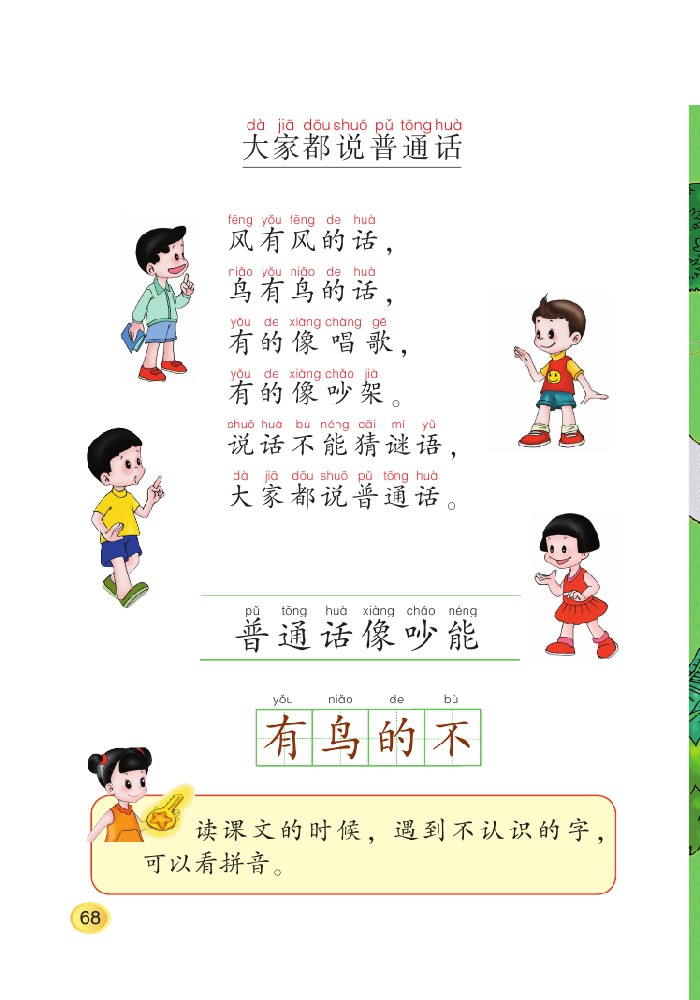 dà jiā dōu shuō pǔ tōng huà
大家都说普通话
fēng yǒu fēng de huà
风有风的话，
niǎo yǒu niǎo de huà
鸟有鸟的话，
yǒu de xiàng chàng gē
有的像唱歌，
yǒu de xiàng chǎo jià
有的像吵架。
shuō huà bù néng cāi mí yǔ
说话不能猜谜语，
dà jiā dōu shuō pǔ tōng huà
大家都说普通话。
pǔ tōng huà xiàng chǎo néng
普通话像吵能
yǒu niǎo de bù
有鸟的不
读课文的时候，遇到不认识的字，
可以看拼音。
68